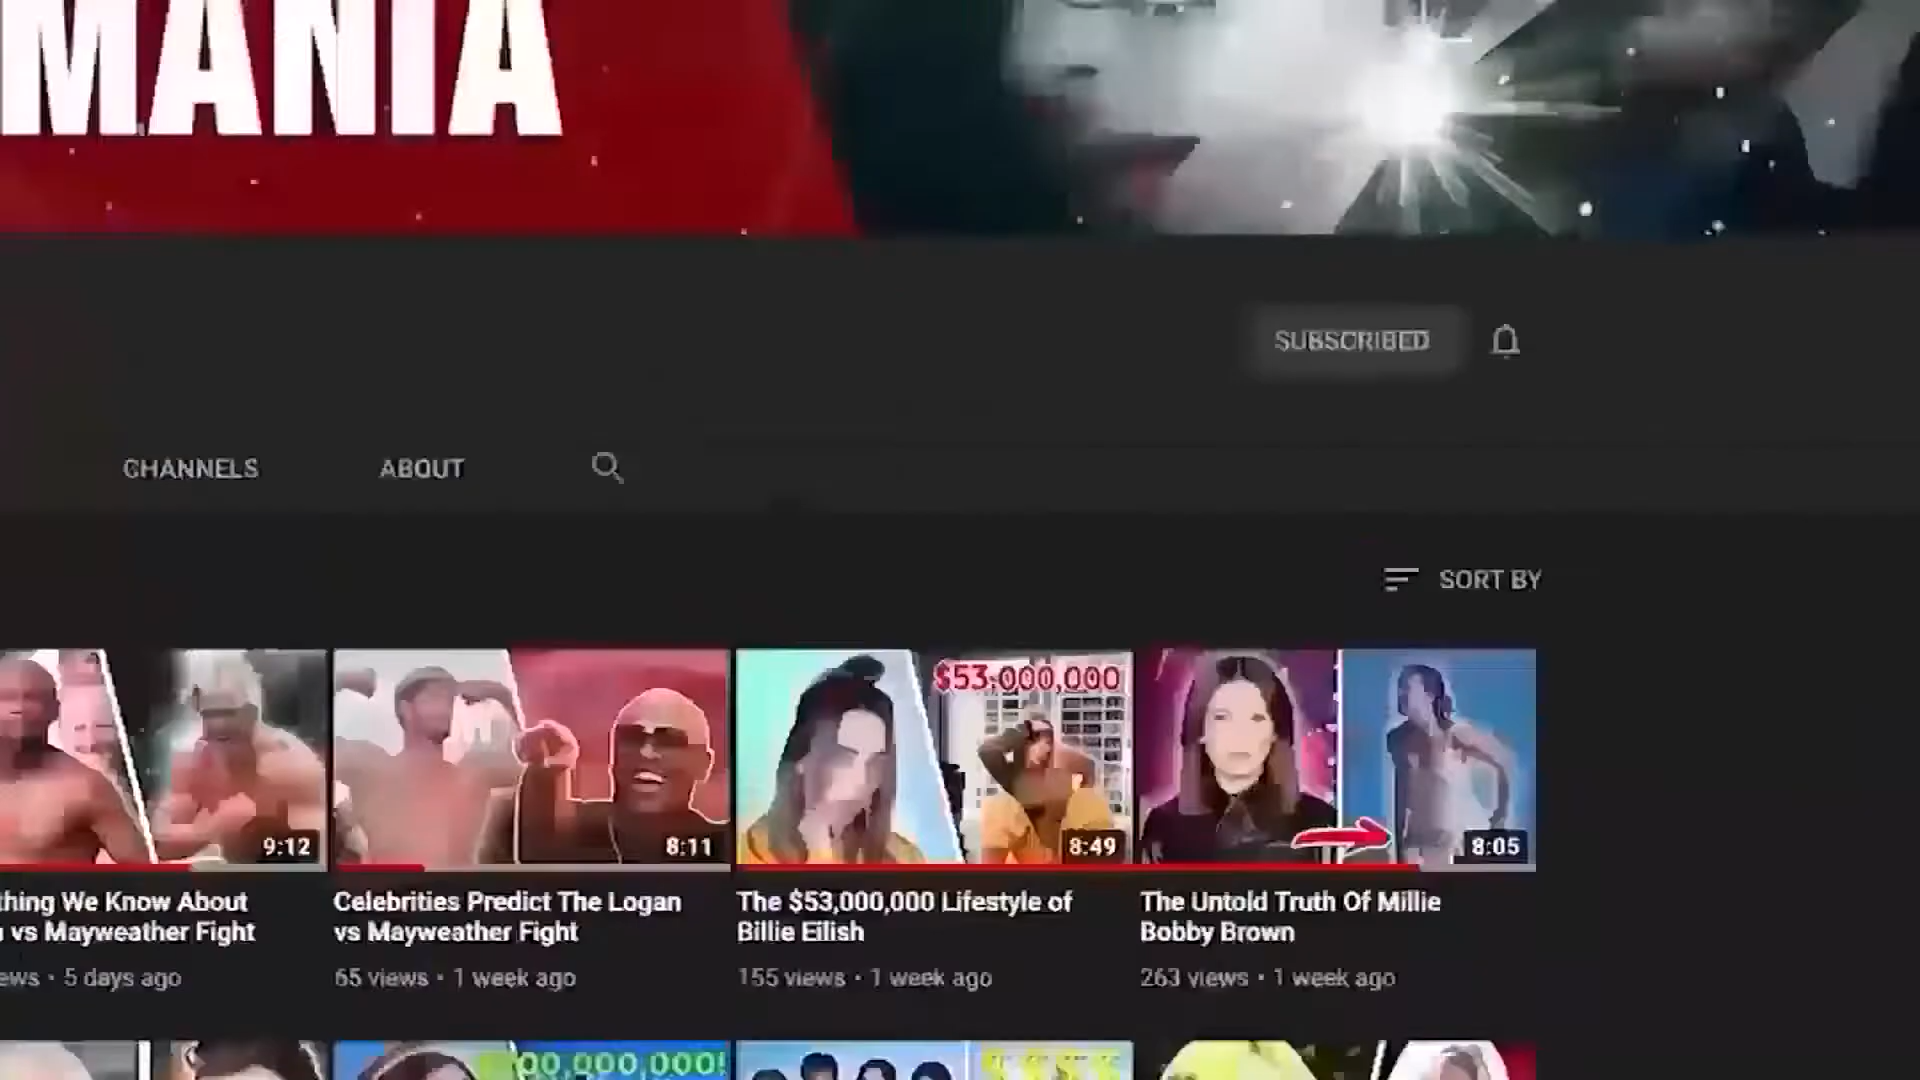 MANIA
SUBSCRIBED
CHANNELS ABOUT
SORT BY
$53,000,000
9:12 8:11 8:49 8:05
thing We Know About
vs Mayweather Fight
5 days ago
Celebrities Predict The Logan
vs Mayweather Fight
65 views • 1 week ago
The $53,000,000 Lifestyle of
Billie Eilish
155 views • 1 week ago
The Untold Truth Of Millie
Bobby Brown
263 views • 1 week ago
00,000,000!